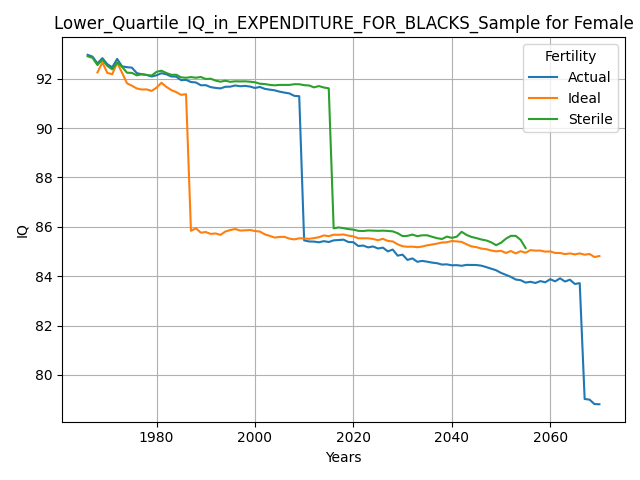 Lower_Quartile_IQ_in_EXPENDITURE_FOR_BLACKS_Sample for Female
Fertility
Actual
Ideal
Sterile
IQ
92
90
88
86
84
82
80
1980
2000
2020
2040
2060
Years